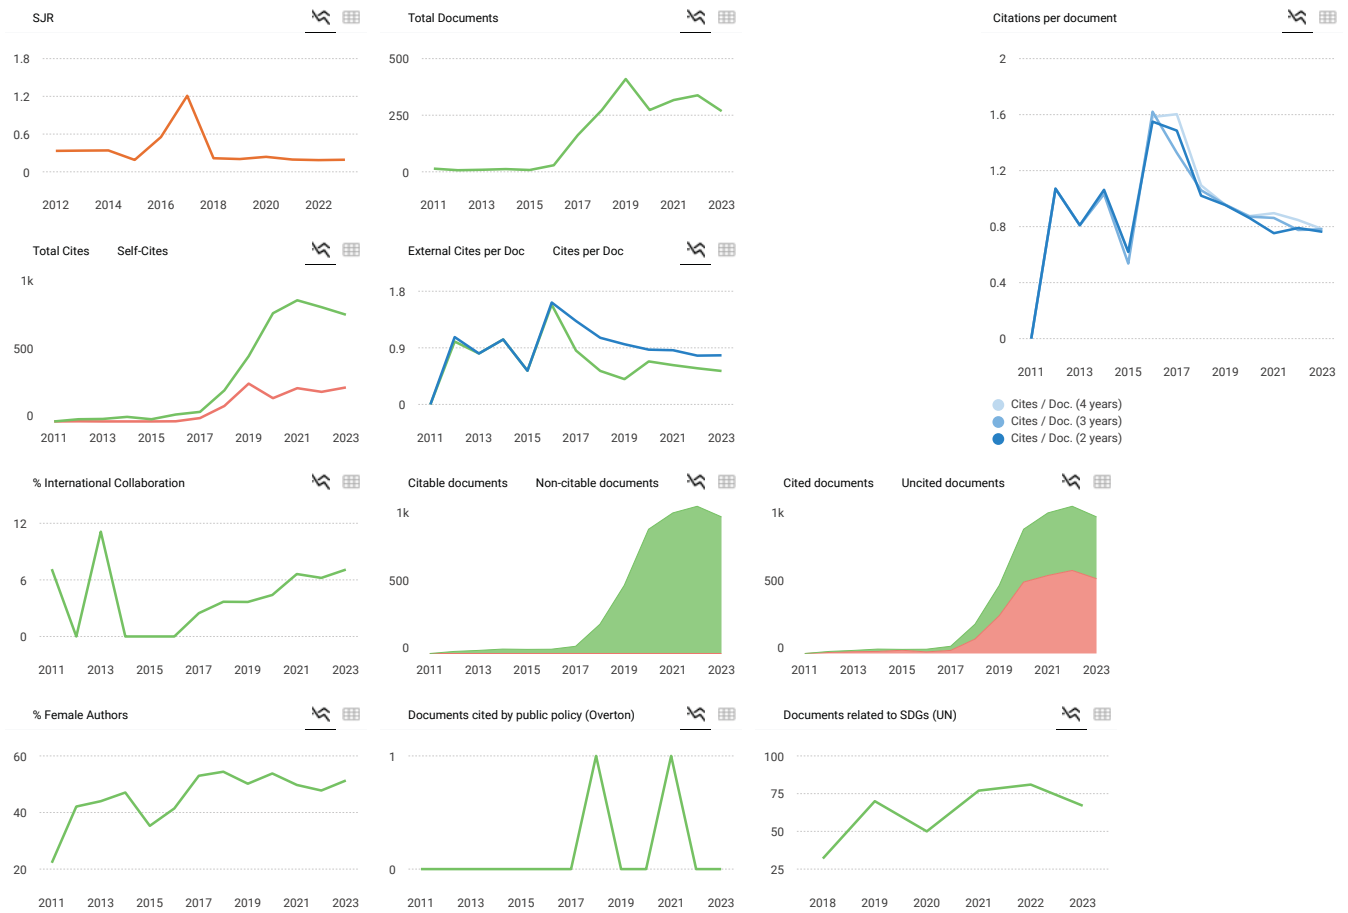 SJR
1.8
1.2
0.6
0
2012 2014 2016 2018 2020 2022
Total Documents
500
250
0
2011 2013 2015 2017 2019 2021 2023
Citations per document
2
1.6
1.2
0.8
0.4
0
2011 2013 2015 2017 2019 2021 2023
Cites / Doc. (4 years)
Cites / Doc. (3 years)
Cites / Doc. (2 years)
Total Cites Self-Cites
1k
500
0
2011 2013 2015 2017 2019 2021 2023
External Cites per Doc Cites per Doc
1.8
0.9
0
2011 2013 2015 2017 2019 2021 2023
% International Collaboration
12
6
0
2011 2013 2015 2017 2019 2021 2023
Citable documents Non-citable documents
1k
500
0
2011 2013 2015 2017 2019 2021 2023
Cited documents Uncited documents
1k
500
0
2011 2013 2015 2017 2019 2021 2023
% Female Authors
60
40
20
2011 2013 2015 2017 2019 2021 2023
Documents cited by public policy (Overton)
1
0
2011 2013 2015 2017 2019 2021 2023
Documents related to SDGs (UN)
100
75
50
25
2018 2019 2020 2021 2022 2023